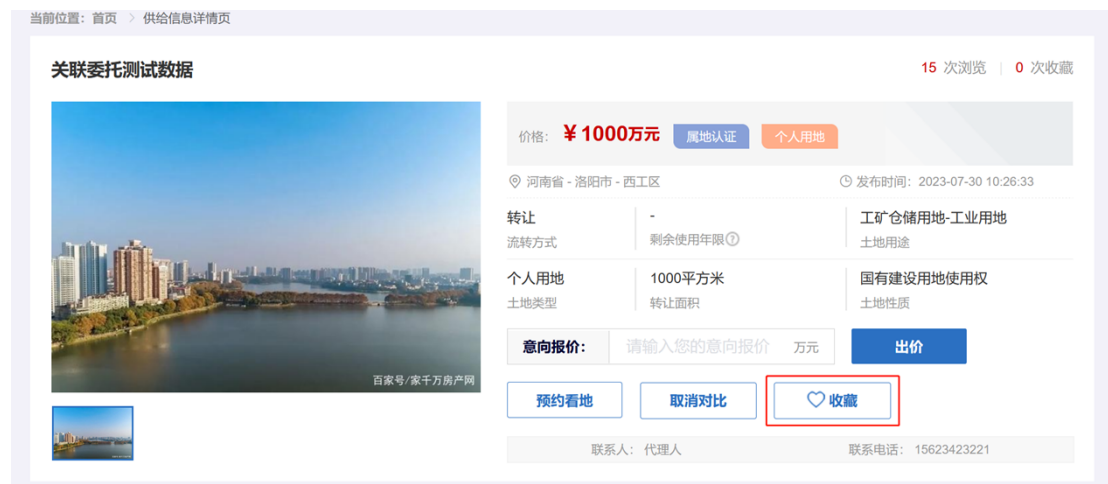 当前位置：首页 > 供给信息详情页
关联委托测试数据
15 次浏览 | 0 次收藏
百家号/家千万房产网
价格：￥1000万元 属地认证 个人用地
河南省 - 洛阳市 - 西工区
发布时间：2023-07-30 10:26:33
转让 - 工矿仓储用地-工业用地
流转方式 剩余使用年限? 土地用途
个人用地 1000平方米 国有建设用地使用权
土地类型 转让面积 土地性质
意向报价： 请输入您的意向报价 万元 出价
预约看地 取消对比 收藏
联系人：代理人 联系电话：15623423221